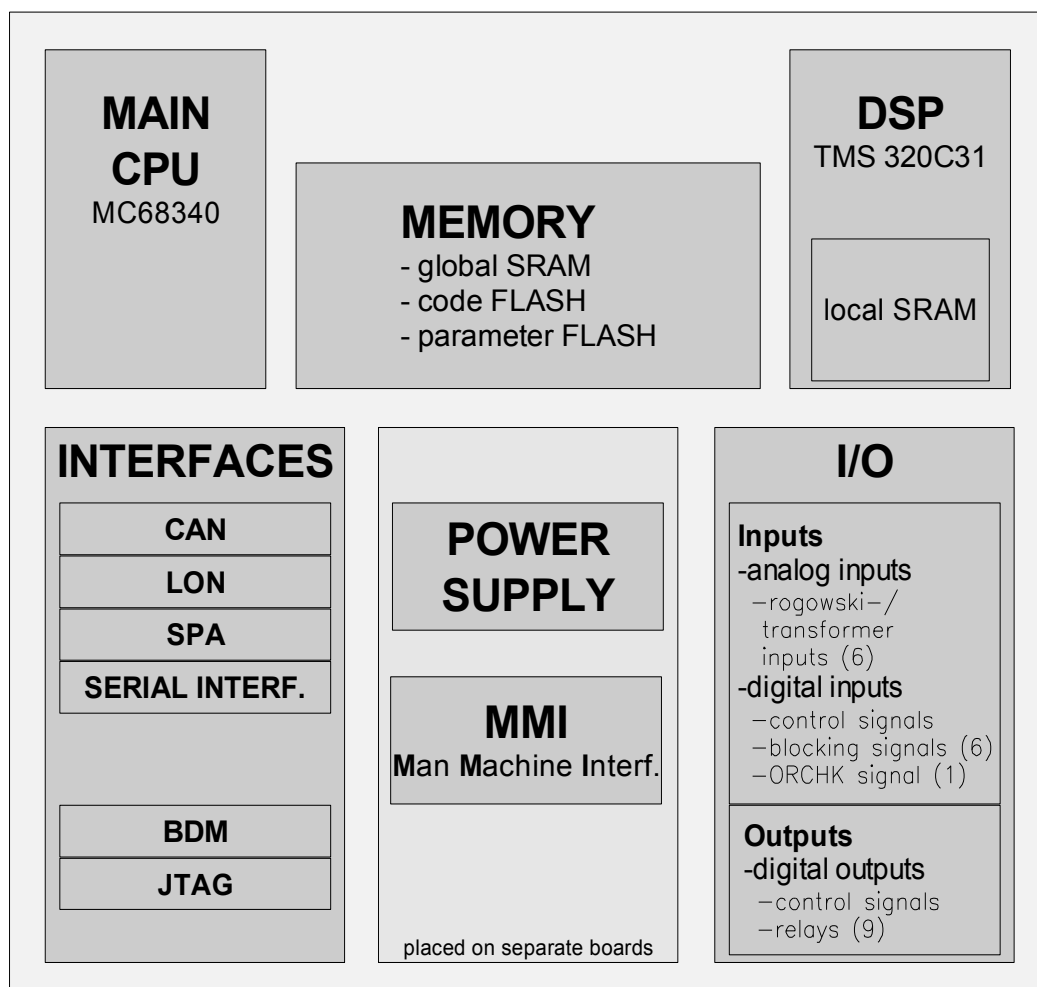 MAIN
CPU
MC68340
MEMORY
- global SRAM
- code FLASH
- parameter FLASH
DSP
TMS 320C31
local SRAM
INTERFACES
CAN
LON
SPA
SERIAL INTERF.
BDM
JTAG
POWER
SUPPLY
MMI
Man Machine Interf.
placed on separate boards
I/O
Inputs
-analog inputs
-rogowski-/
transformer
inputs (6)
-digital inputs
-control signals
-blocking signals (6)
-ORCHK signal (1)
Outputs
-digital outputs
-control signals
-relays (9)